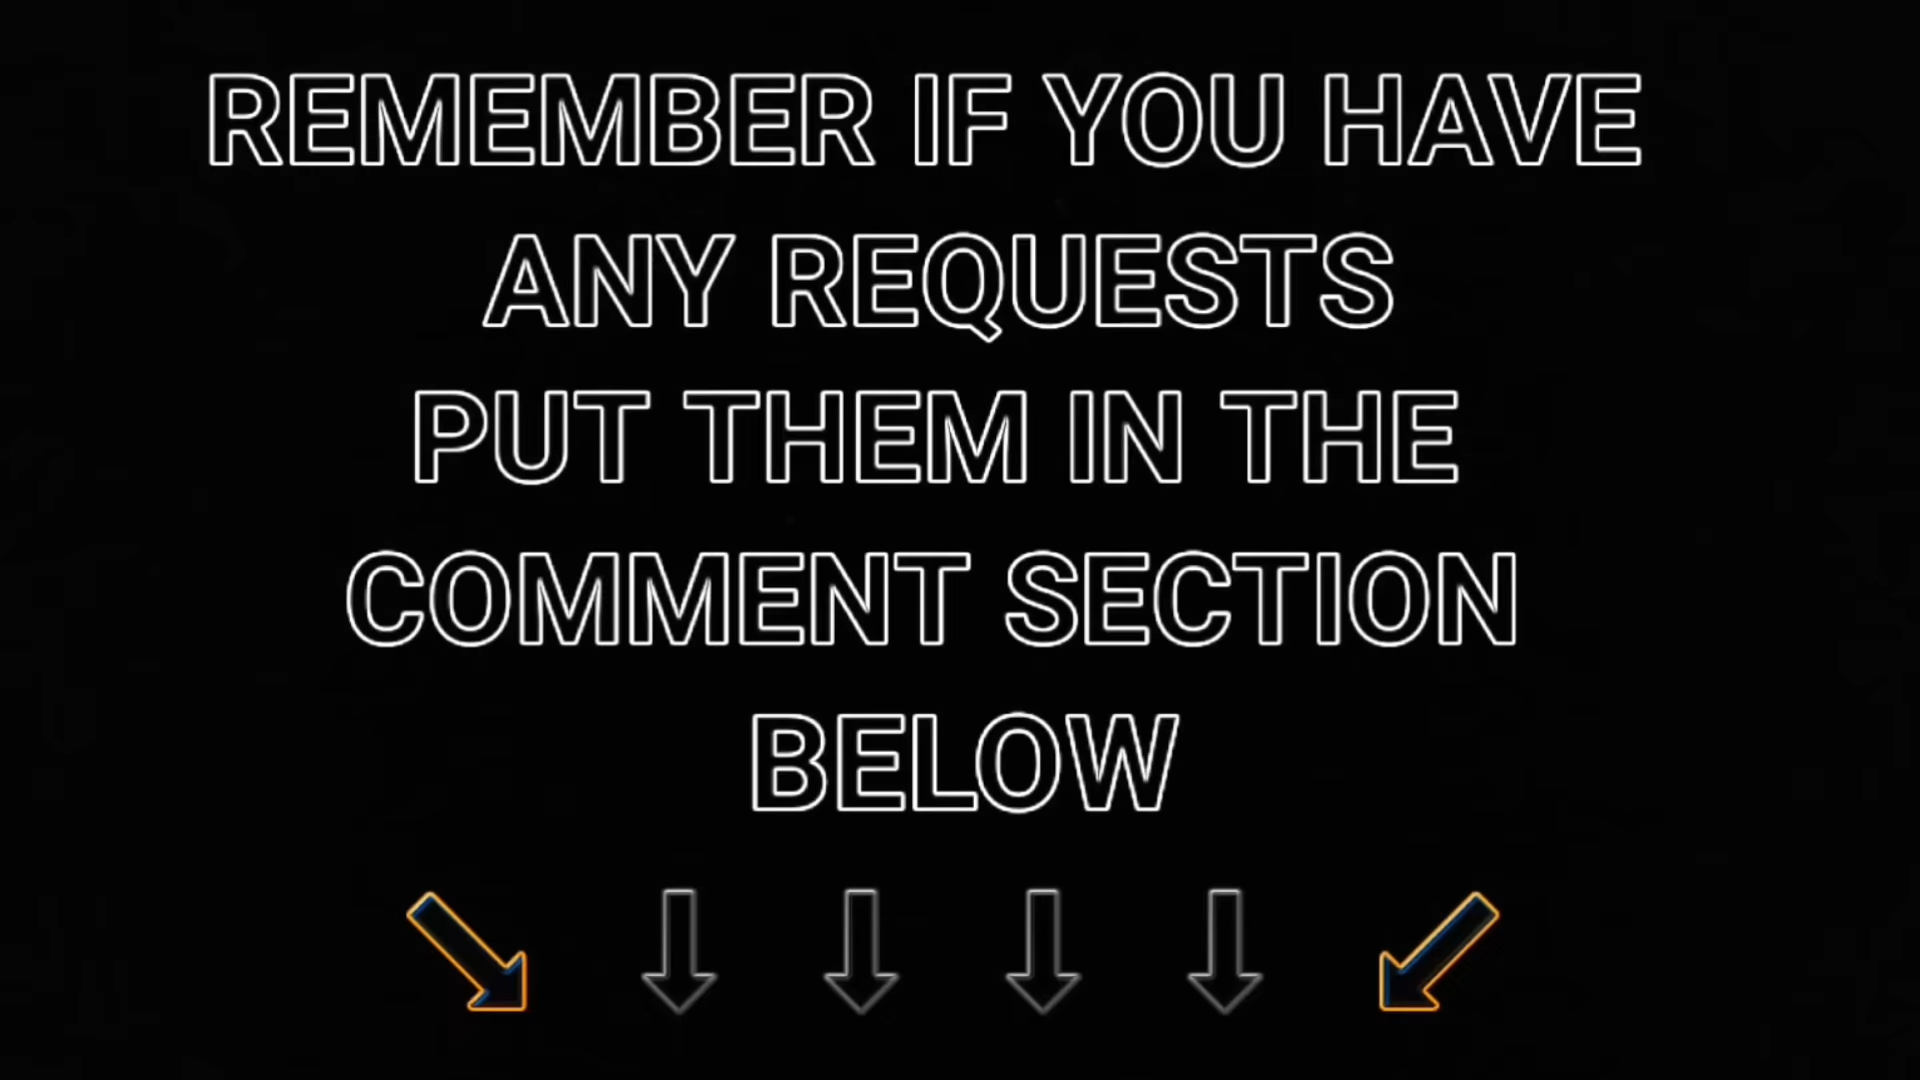 REMEMBER IF YOU HAVE
ANY REQUESTS
PUT THEM IN THE
COMMENT SECTION
BELOW